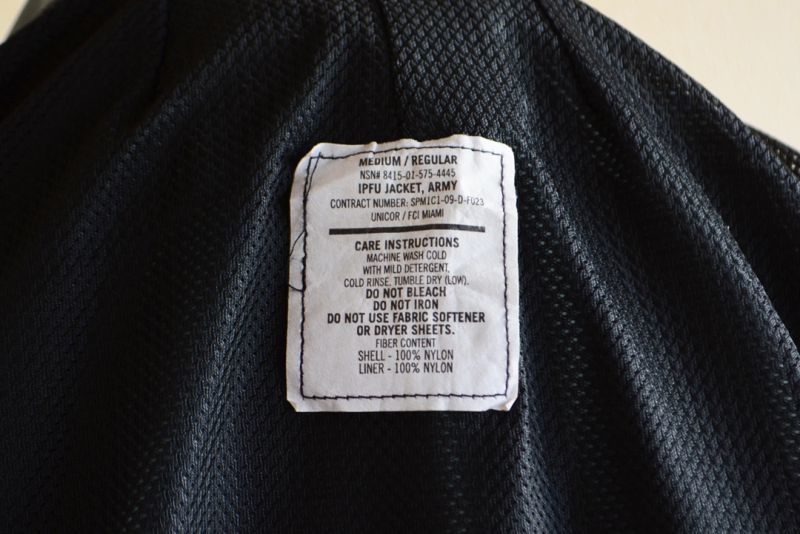 MEDIUM / REGULAR
NSN# 8415-01-575-4445
IPFU JACKET, ARMY
CONTRACT NUMBER: SPM1C1-09-D-F023
UNICOR / FCI MIAMI
CARE INSTRUCTIONS
MACHINE WASH COLD
WITH MILD DETERGENT,
COLD RINSE. TUMBLE DRY (LOW).
DO NOT BLEACH
DO NOT IRON
DO NOT USE FABRIC SOFTENER
OR DRYER SHEETS.
FIBER CONTENT
SHELL - 100% NYLON
LINER - 100% NYLON